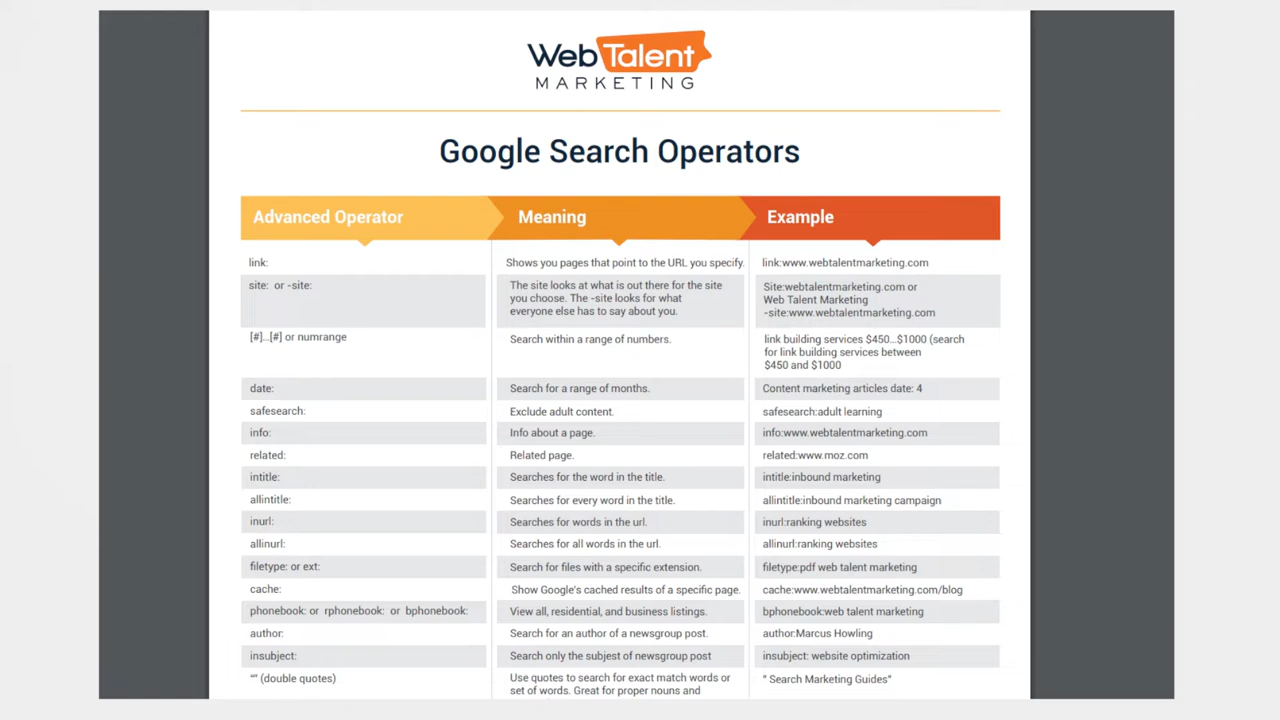 Web Talent
MARKETING
Google Search Operators
Advanced Operator Meaning Example
link: Shows you pages that point to the URL you specify. link:www.webtalentmarketing.com
site: or -site: The site looks at what is out there for the site Site:webtalentmarketing.com or
you choose. The -site looks for what Web Talent Marketing
everyone else has to say about you. -site:www.webtalentmarketing.com
[#]...[#] or numrange Search within a range of numbers. link building services $450...$1000 (search
for link building services between
$450 and $1000
date: Search for a range of months. Content marketing articles date: 4
safesearch: Exclude adult content. safesearch:adult learning
info: Info about a page. info:www.webtalentmarketing.com
related: Related page. related:www.moz.com
intitle: Searches for the word in the title. intitle:inbound marketing
allintitle: Searches for every word in the title. allintitle:inbound marketing campaign
inurl: Searches for words in the url. inurl:ranking websites
allinurl: Searches for all words in the url. allinurl:ranking websites
filetype: or ext: Search for files with a specific extension. filetype:pdf web talent marketing
cache: Show Google's cached results of a specific page. cache:www.webtalentmarketing.com/blog
phonebook: or rphonebook: or bphonebook: View all, residential, and business listings. bphonebook:web talent marketing
author: Search for an author of a newsgroup post. author:Marcus Howling
insubject: Search only the subjest of newsgroup post insubject: website optimization
“” (double quotes) Use quotes to search for exact match words or " Search Marketing Guides"
set of words. Great for proper nouns and